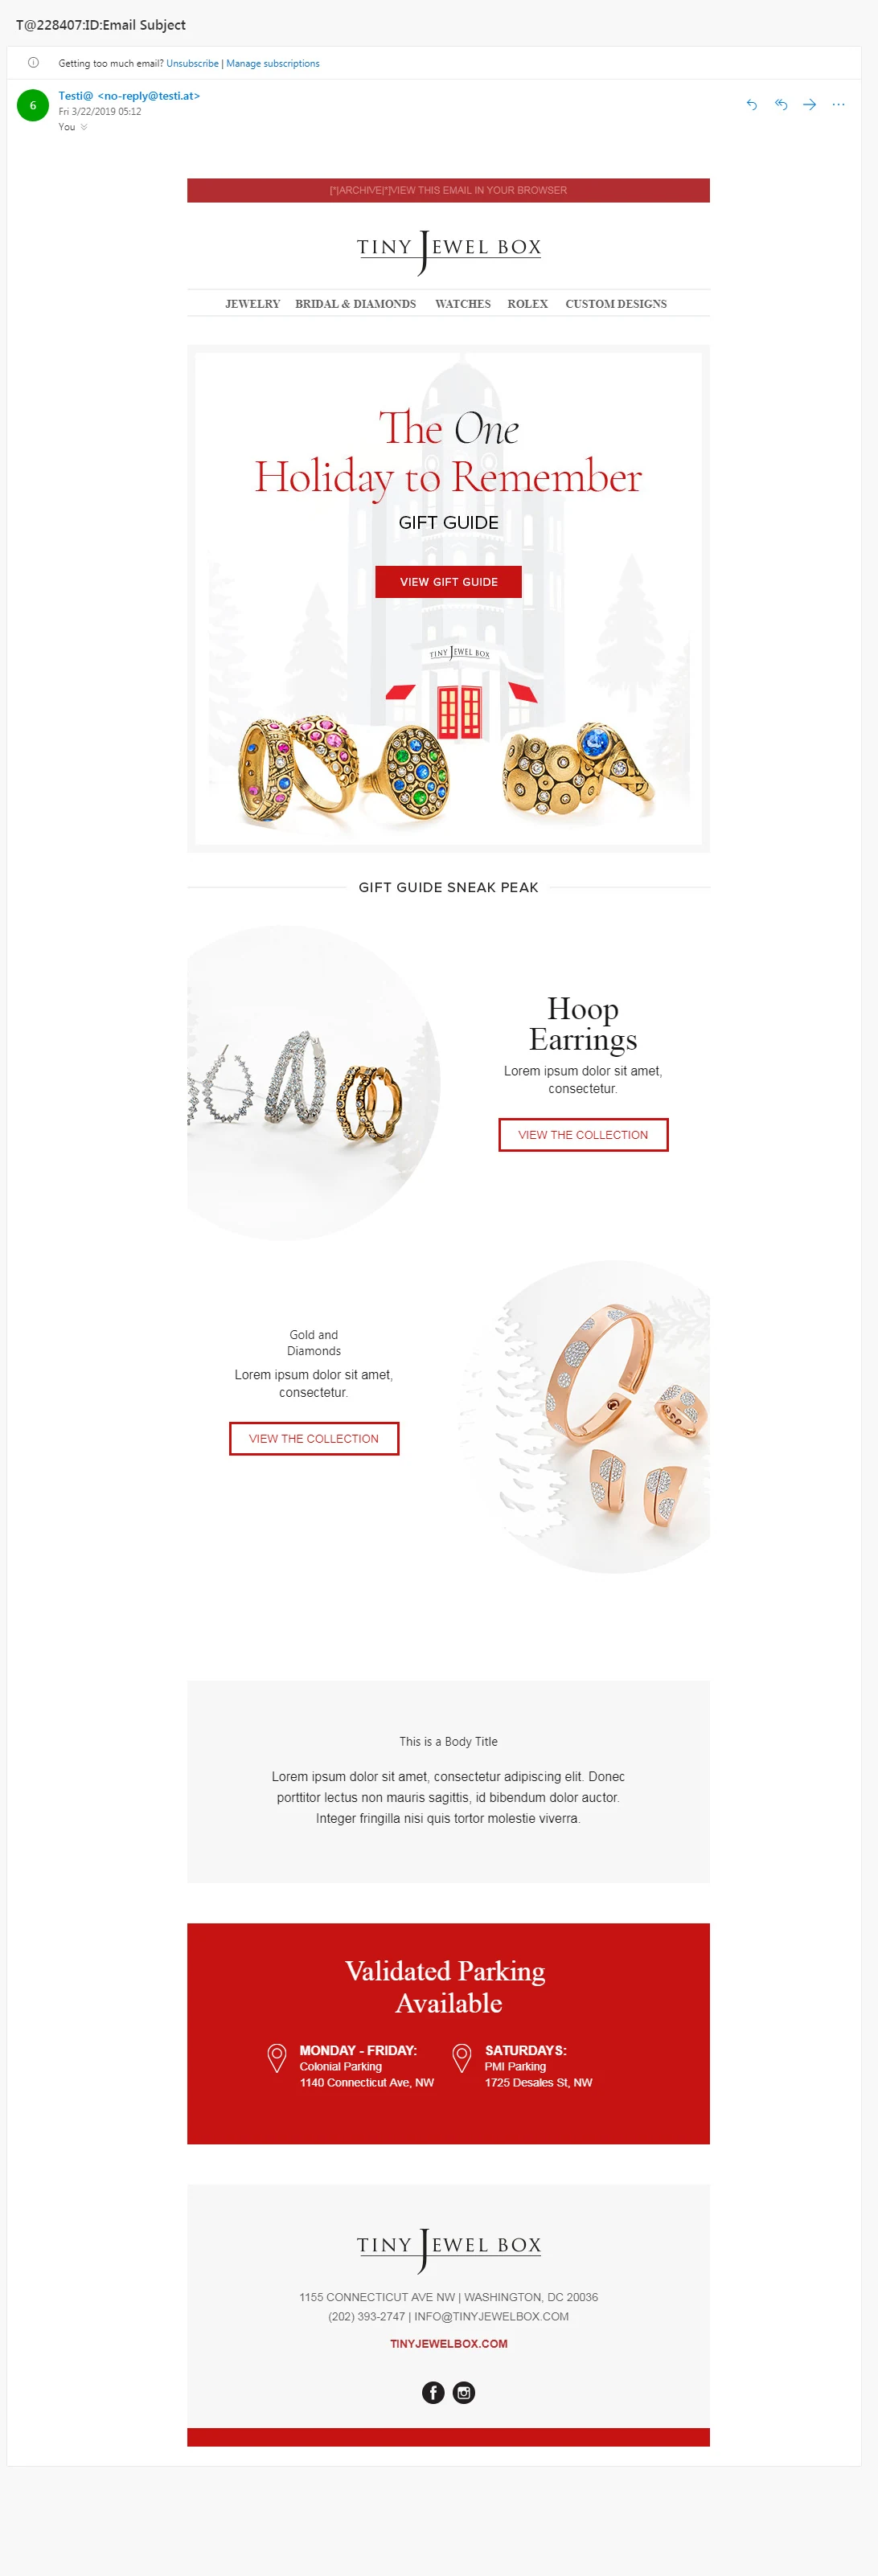 T@228407:ID:Email Subject
Getting too much email? Unsubscribe | Manage subscriptions
6
Testi@ <no-reply@testi.at>
Fri 3/22/2019 05:12
You
[*|ARCHIVE|*]VIEW THIS EMAIL IN YOUR BROWSER
TINY JEWEL BOX
JEWELRY BRIDAL & DIAMONDS WATCHES ROLEX CUSTOM DESIGNS
The One
Holiday to Remember
GIFT GUIDE
VIEW GIFT GUIDE
TINY JEWEL BOX
GIFT GUIDE SNEAK PEAK
Hoop
Earrings
Lorem ipsum dolor sit amet,
consectetur.
VIEW THE COLLECTION
Gold and
Diamonds
Lorem ipsum dolor sit amet,
consectetur.
VIEW THE COLLECTION
This is a Body Title
Lorem ipsum dolor sit amet, consectetur adipiscing elit. Donec
porttitor lectus non mauris sagittis, id bibendum dolor auctor.
Integer fringilla nisi quis tortor molestie viverra.
Validated Parking
Available
MONDAY - FRIDAY:
Colonial Parking
1140 Connecticut Ave, NW
SATURDAYS:
PMI Parking
1725 Desales St, NW
TINY JEWEL BOX
1155 CONNECTICUT AVE NW | WASHINGTON, DC 20036
(202) 393-2747 | INFO@TINYJEWELBOX.COM
TINYJEWELBOX.COM